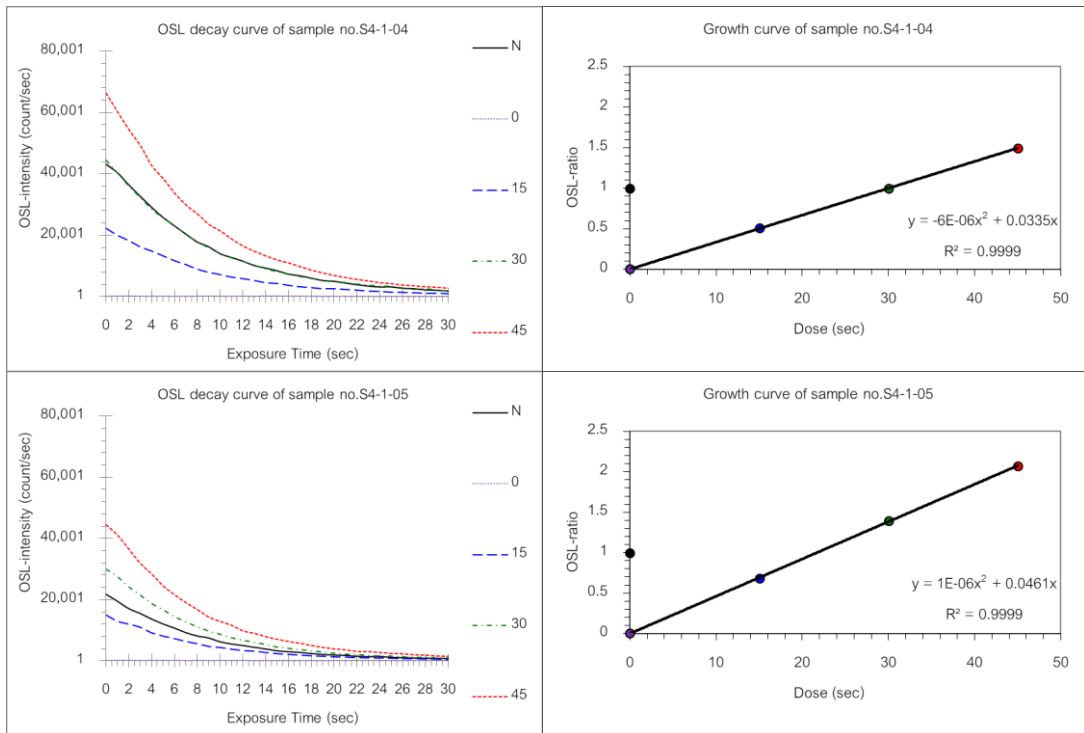 OSL decay curve of sample no.S4-1-04
80,001
60,001
40,001
20,001
1
OSL-intensity (count/sec)
0 2 4 6 8 10 12 14 16 18 20 22 24 26 28 30
Exposure Time (sec)
N
0
15
30
45
Growth curve of sample no.S4-1-04
2.5
2
1.5
1
0.5
0
OSL-ratio
y = -6E-06x² + 0.0335x
R² = 0.9999
0 10 20 30 40 50
Dose (sec)
OSL decay curve of sample no.S4-1-05
80,001
60,001
40,001
20,001
1
OSL-intensity (count/sec)
0 2 4 6 8 10 12 14 16 18 20 22 24 26 28 30
Exposure Time (sec)
N
0
15
30
45
Growth curve of sample no.S4-1-05
2.5
2
1.5
1
0.5
0
OSL-ratio
y = 1E-06x² + 0.0461x
R² = 0.9999
0 10 20 30 40 50
Dose (sec)